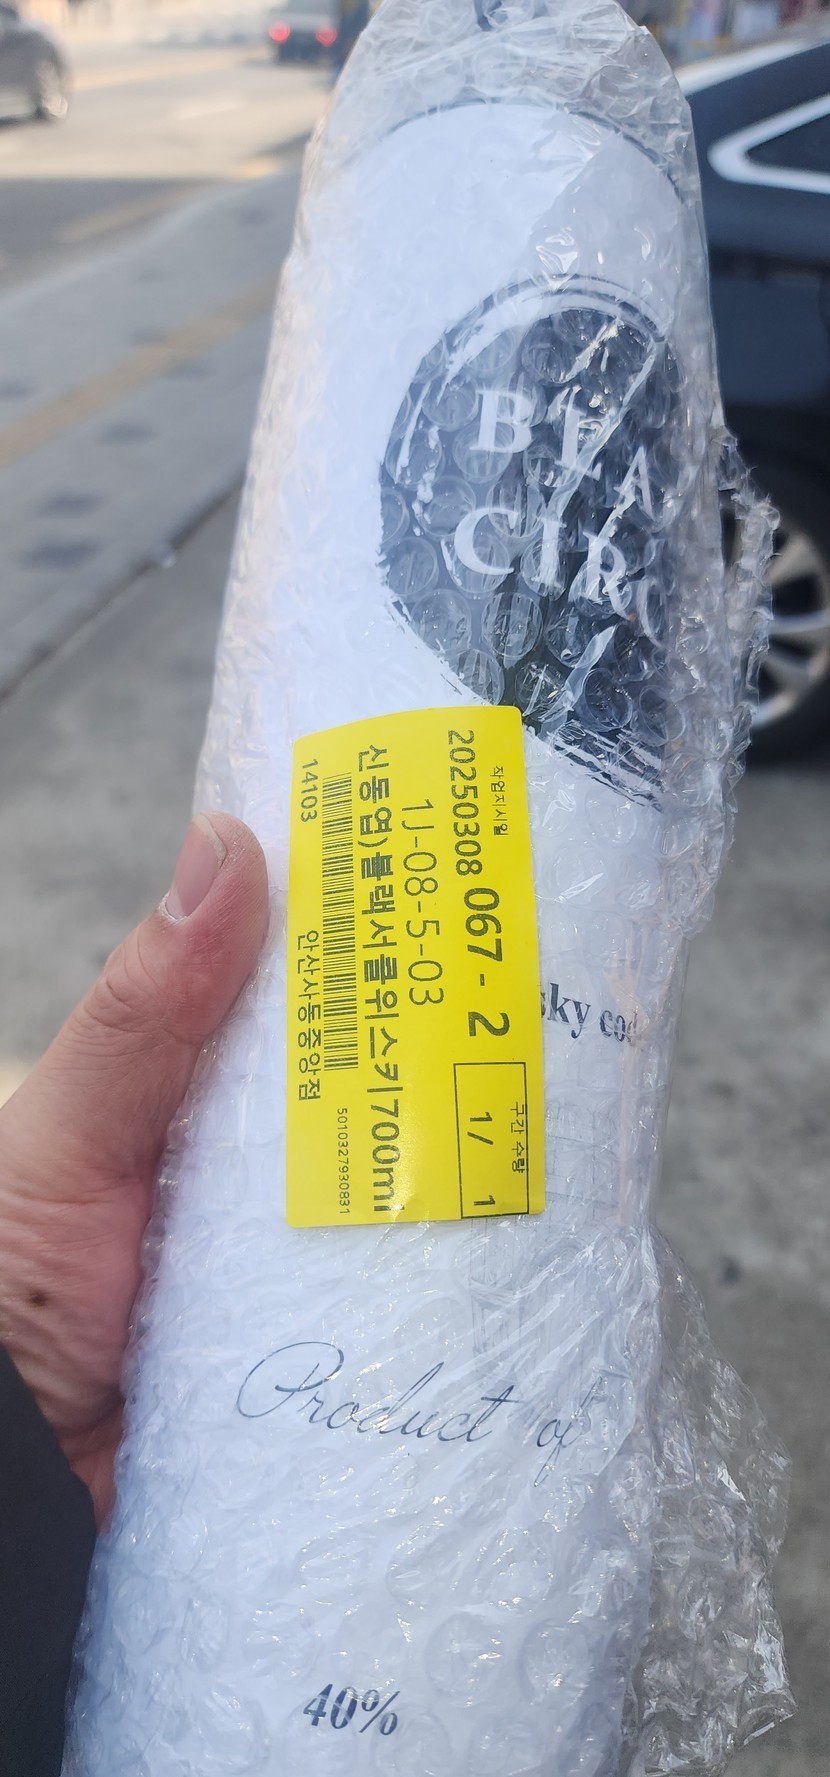 BLA
CIRC
작업지시일
20250308 067 - 2
구간 수량
1/ 1
1J-08-5-03
신동엽)블랙서클위스키700ml
5010327930831
14103
안산사동중앙점
sky
Product of
40%